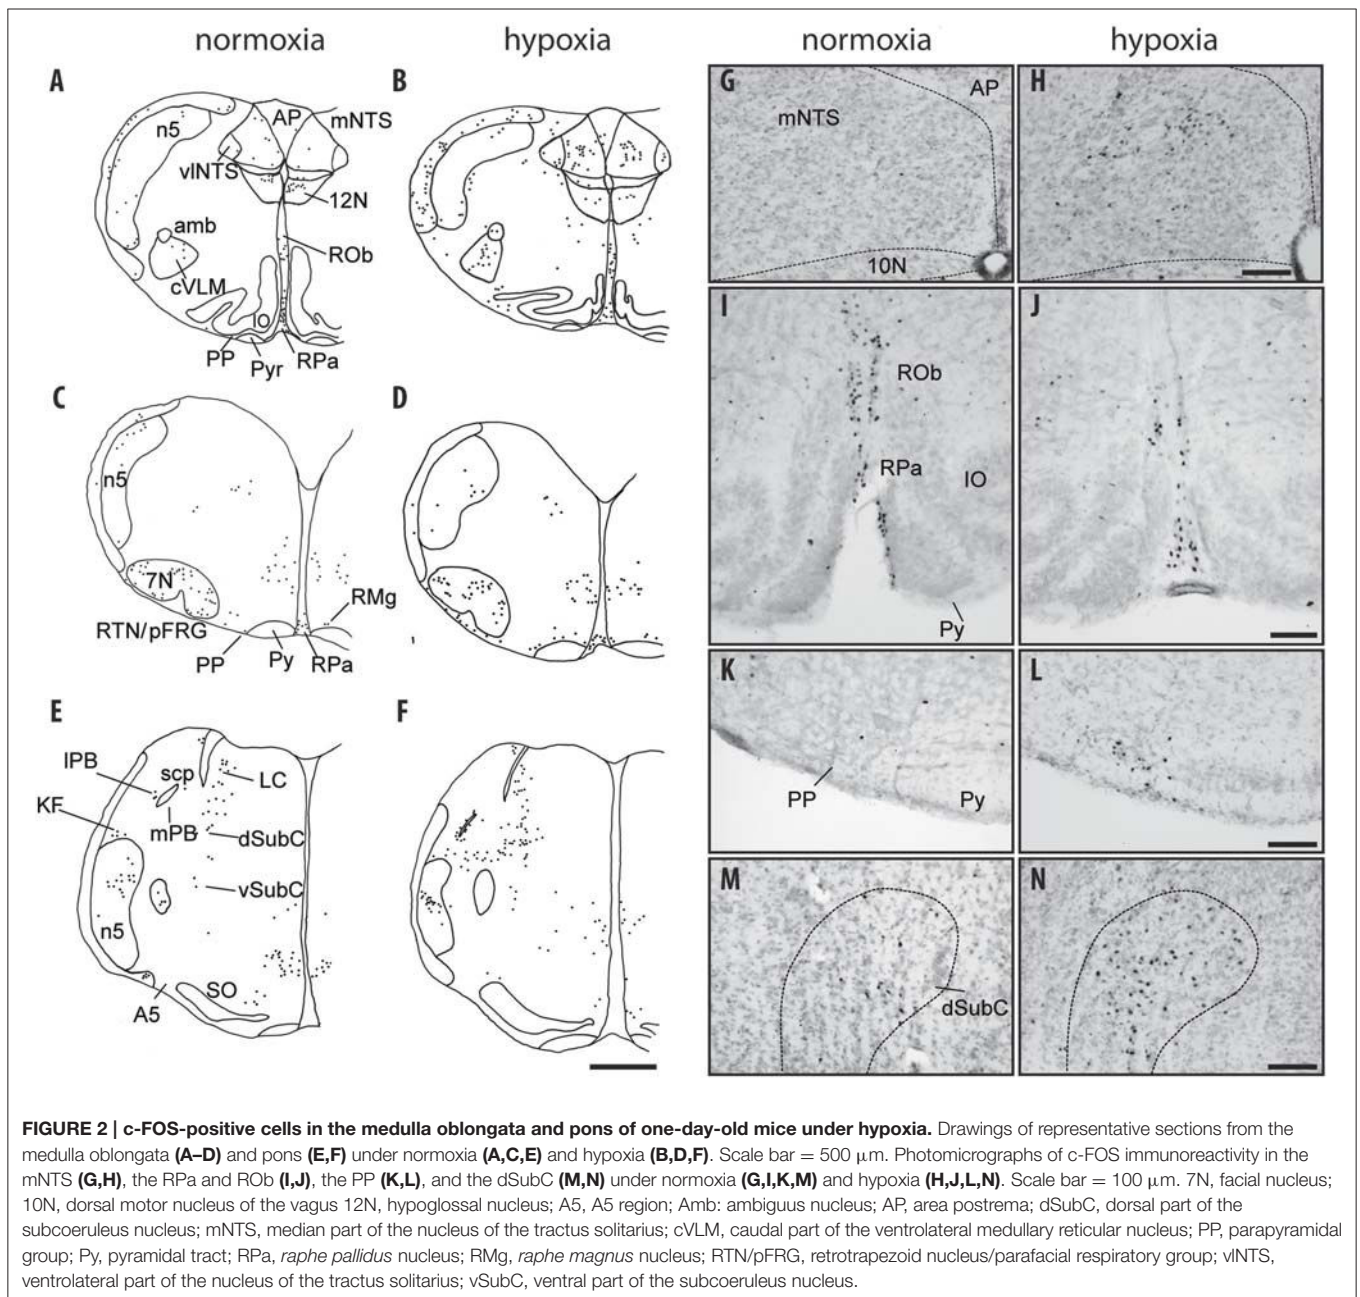 normoxia
hypoxia
normoxia
hypoxia
A
n5
AP
mNTS
vlNTS
12N
amb
ROb
cVLM
IO
PP
Pyr
RPa
B
C
n5
7N
RMg
RTN/pFRG
PP
Py
RPa
D
E
lPB
scp
LC
KF
mPB
dSubC
vSubC
n5
SO
A5
F
G
AP
mNTS
10N
H
I
ROb
RPa
IO
Py
J
K
PP
Py
L
M
dSubC
N
FIGURE 2 | c-FOS-positive cells in the medulla oblongata and pons of one-day-old mice under hypoxia. Drawings of representative sections from the
medulla oblongata (A–D) and pons (E,F) under normoxia (A,C,E) and hypoxia (B,D,F). Scale bar = 500 μm. Photomicrographs of c-FOS immunoreactivity in the
mNTS (G,H), the RPa and ROb (I,J), the PP (K,L), and the dSubC (M,N) under normoxia (G,I,K,M) and hypoxia (H,J,L,N). Scale bar = 100 μm. 7N, facial nucleus;
10N, dorsal motor nucleus of the vagus 12N, hypoglossal nucleus; A5, A5 region; Amb: ambiguus nucleus; AP, area postrema; dSubC, dorsal part of the
subcoeruleus nucleus; mNTS, median part of the nucleus of the tractus solitarius; cVLM, caudal part of the ventrolateral medullary reticular nucleus; PP, parapyramidal
group; Py, pyramidal tract; RPa, raphe pallidus nucleus; RMg, raphe magnus nucleus; RTN/pFRG, retrotrapezoid nucleus/parafacial respiratory group; vlNTS,
ventrolateral part of the nucleus of the tractus solitarius; vSubC, ventral part of the subcoeruleus nucleus.